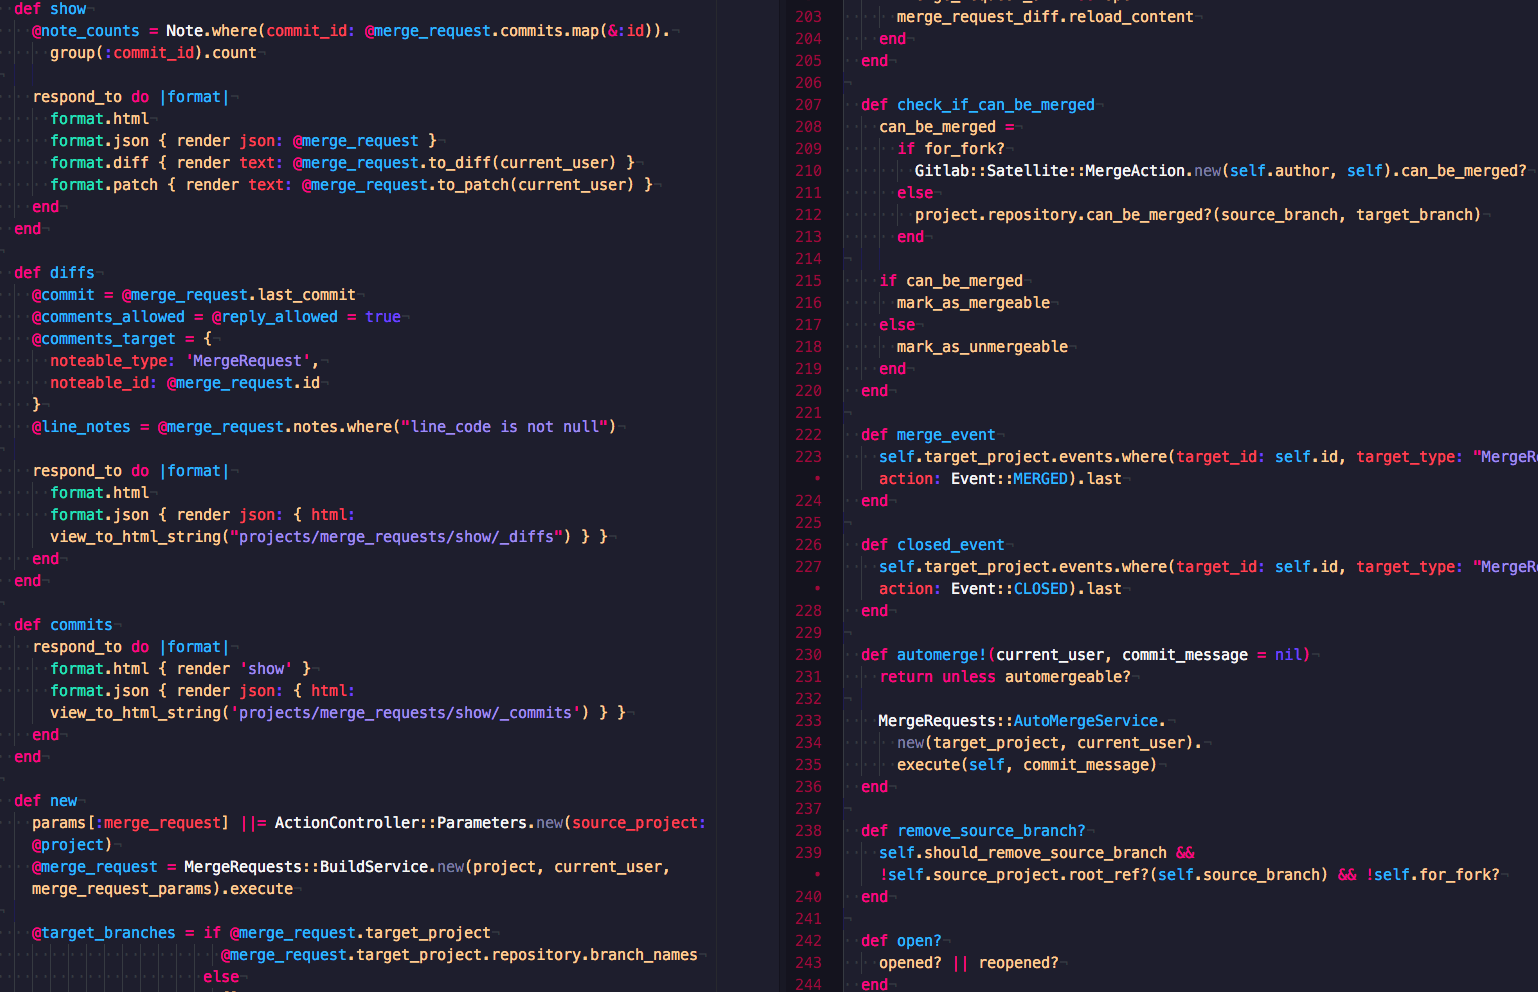 def show
@note_counts = Note.where(commit_id: @merge_request.commits.map(&:id)).
group(:commit_id).count
respond_to do |format|
format.html
format.json { render json: @merge_request }
format.diff { render text: @merge_request.to_diff(current_user) }
format.patch { render text: @merge_request.to_patch(current_user) }
end
end
def diffs
@commit = @merge_request.last_commit
@comments_allowed = @reply_allowed = true
@comments_target = {
noteable_type: 'MergeRequest',
noteable_id: @merge_request.id
}
@line_notes = @merge_request.notes.where("line_code is not null")
respond_to do |format|
format.html
format.json { render json: { html:
view_to_html_string("projects/merge_requests/show/_diffs") } }
end
end
def commits
respond_to do |format|
format.html { render 'show' }
format.json { render json: { html:
view_to_html_string('projects/merge_requests/show/_commits') } }
end
end
def new
params[:merge_request] ||= ActionController::Parameters.new(source_project:
@project)
@merge_request = MergeRequests::BuildService.new(project, current_user,
merge_request_params).execute
@target_branches = if @merge_request.target_project
@merge_request.target_project.repository.branch_names
else
203 merge_request_diff.reload_content
204 end
205 end
206
207 def check_if_can_be_merged
208 can_be_merged =
209 if for_fork?
210 Gitlab::Satellite::MergeAction.new(self.author, self).can_be_merged?
211 else
212 project.repository.can_be_merged?(source_branch, target_branch)
213 end
214
215 if can_be_merged
216 mark_as_mergeable
217 else
218 mark_as_unmergeable
219 end
220 end
221
222 def merge_event
223 self.target_project.events.where(target_id: self.id, target_type: "MergeRe
action: Event::MERGED).last
224 end
225
226 def closed_event
227 self.target_project.events.where(target_id: self.id, target_type: "MergeRe
action: Event::CLOSED).last
228 end
229
230 def automerge!(current_user, commit_message = nil)
231 return unless automergeable?
232
233 MergeRequests::AutoMergeService.
234 new(target_project, current_user).
235 execute(self, commit_message)
236 end
237
238 def remove_source_branch?
239 self.should_remove_source_branch &&
!self.source_project.root_ref?(self.source_branch) && !self.for_fork?
240 end
241
242 def open?
243 opened? || reopened?
244 end